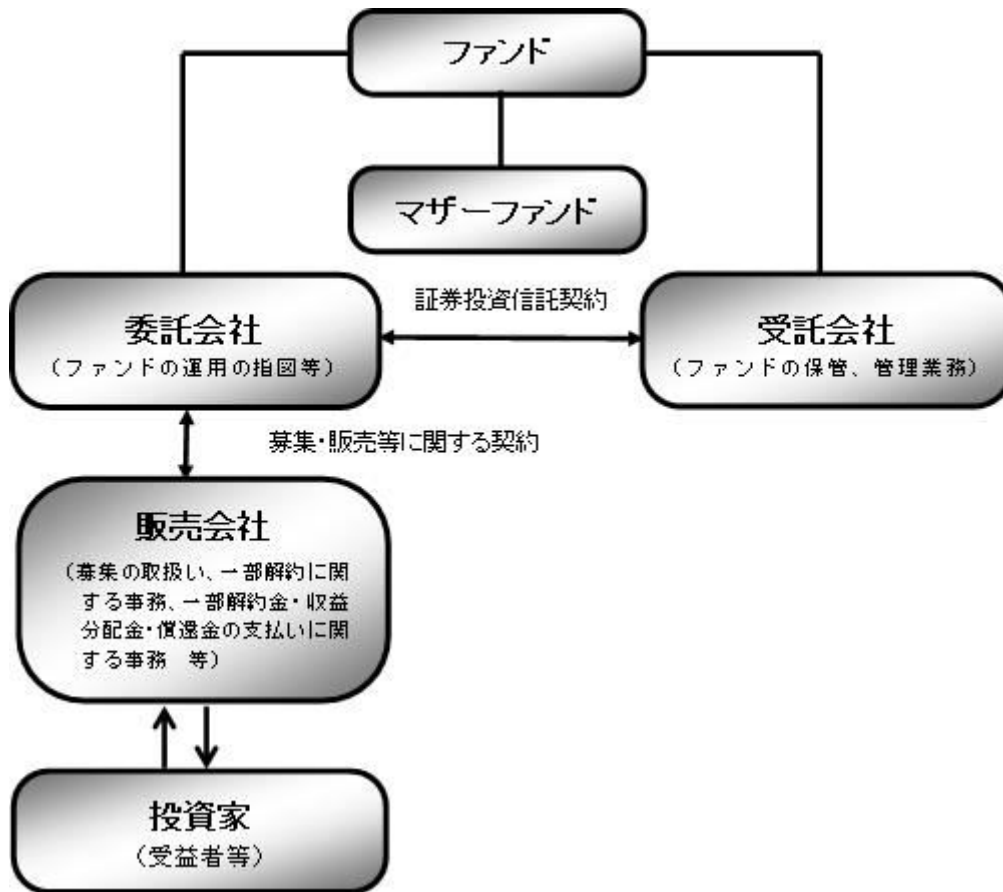 ファンド
マザーファンド
証券投資信託契約
委託会社
(ファンドの運用の指図等)
受託会社
(ファンドの保管、管理業務)
募集・販売等に関する契約
販売会社
(募集の取扱い、一部解約に関
する事務、一部解約金・収益
分配金・償還金の支払いに関
する事務　等)
投資家
(受益者等)